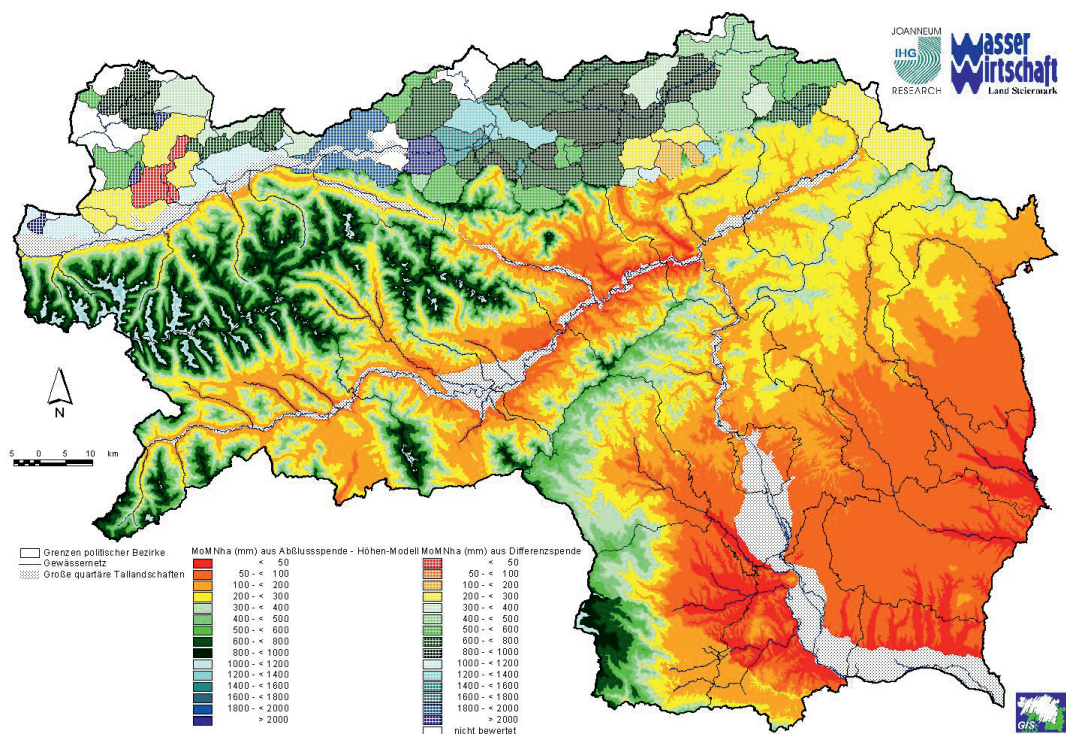 JOANNEUM
IHG
RESEARCH
Wasser
Wirtschaft
Land Steiermark
N
5 0 5 10 km
Grenzen politischer Bezirke
Gewässernetz
Große quartäre Tallandschaften
MoMNha (mm) aus Abflussspende - Höhen-Modell
< 50
50 - < 100
100 - < 200
200 - < 300
300 - < 400
400 - < 500
500 - < 600
600 - < 800
800 - < 1000
1000 - < 1200
1200 - < 1400
1400 - < 1600
1600 - < 1800
1800 - < 2000
> 2000
MoMNha (mm) aus Differenzspende
< 50
50 - < 100
100 - < 200
200 - < 300
300 - < 400
400 - < 500
500 - < 600
600 - < 800
800 - < 1000
1000 - < 1200
1200 - < 1400
1400 - < 1600
1600 - < 1800
1800 - < 2000
> 2000
nicht bewertet
GIS